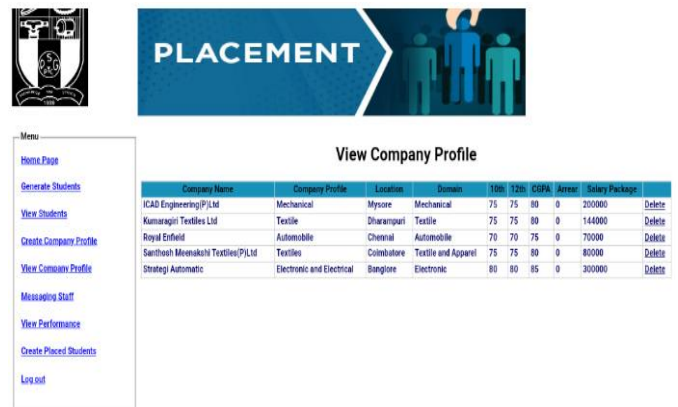 PSG
1939
PLACEMENT
Menu
Home Page
Generate Students
View Students
Create Company Profile
View Company Profile
Messaging Staff
View Performance
Create Placed Students
Log out
View Company Profile
Company Name Company Profile Location Domain 10th 12th CGPA Arrear Salary Package
ICAD Engineering(P)Ltd Mechanical Mysore Mechanical 75 75 80 0 200000 Delete
Kumaragiri Textiles Ltd Textile Dharampuri Textile 75 75 80 0 144000 Delete
Royal Enfield Automobile Chennai Automobile 70 70 75 0 70000 Delete
Santhosh Meenakshi Textiles(P)Ltd Textiles Coimbatore Textile and Apparel 75 75 80 0 80000 Delete
Strategi Automatic Electronic and Electrical Banglore Electronic 80 80 85 0 300000 Delete